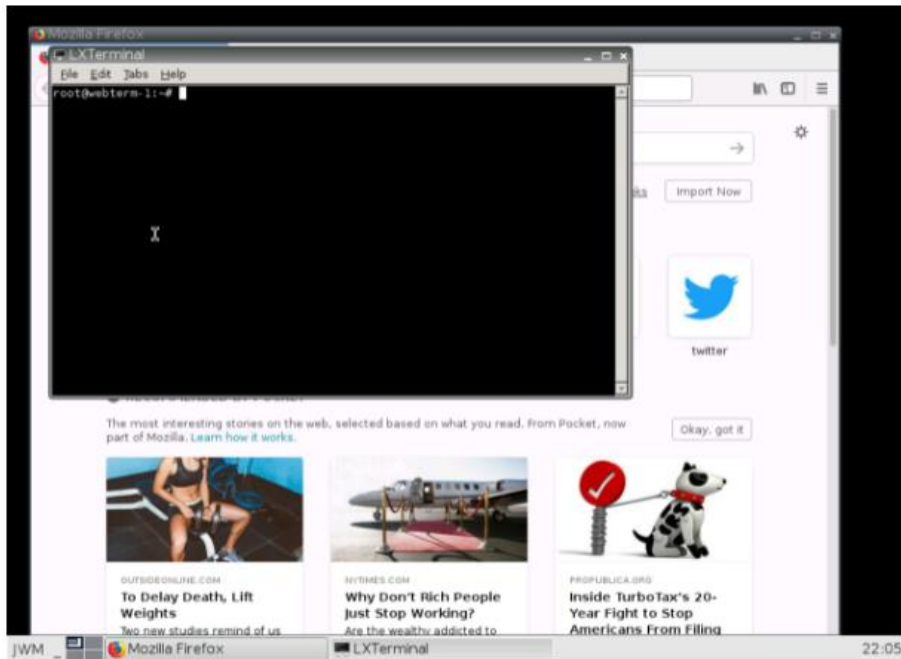 Mozilla Firefox
LXTerminal
File Edit Tabs Help
root@webterm-1:~#
Import Now
twitter
The most interesting stories on the web, selected based on what you read. From Pocket, now
part of Mozilla. Learn how it works.
Okay, got it
OUTSIDEONLINE.COM
To Delay Death, Lift
Weights
Two new studies remind of us
NYTIMES.COM
Why Don't Rich People
Just Stop Working?
Are the wealthy addicted to
PROPUBLICA.ORG
Inside TurboTax's 20-
Year Fight to Stop
Americans From Filing
JWM
Mozilla Firefox
LXTerminal
22:05